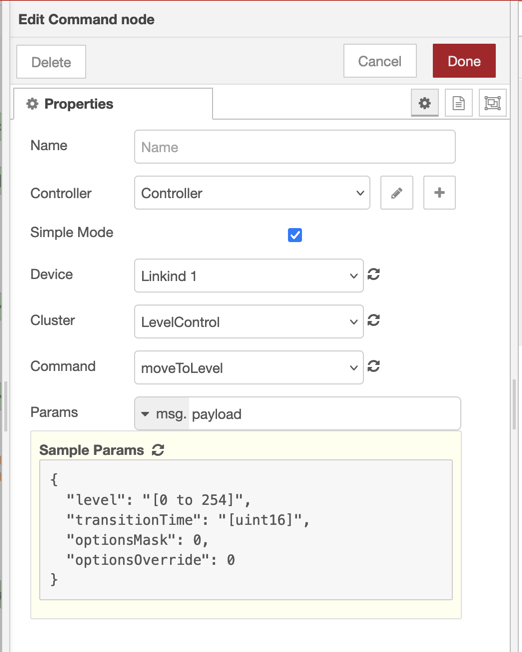 Edit Command node
Delete Cancel Done
Properties
Name Name
Controller Controller
Simple Mode
Device Linkind 1
Cluster LevelControl
Command moveToLevel
Params msg. payload
Sample Params
{
"level": "[0 to 254]",
"transitionTime": "[uint16]",
"optionsMask": 0,
"optionsOverride": 0
}